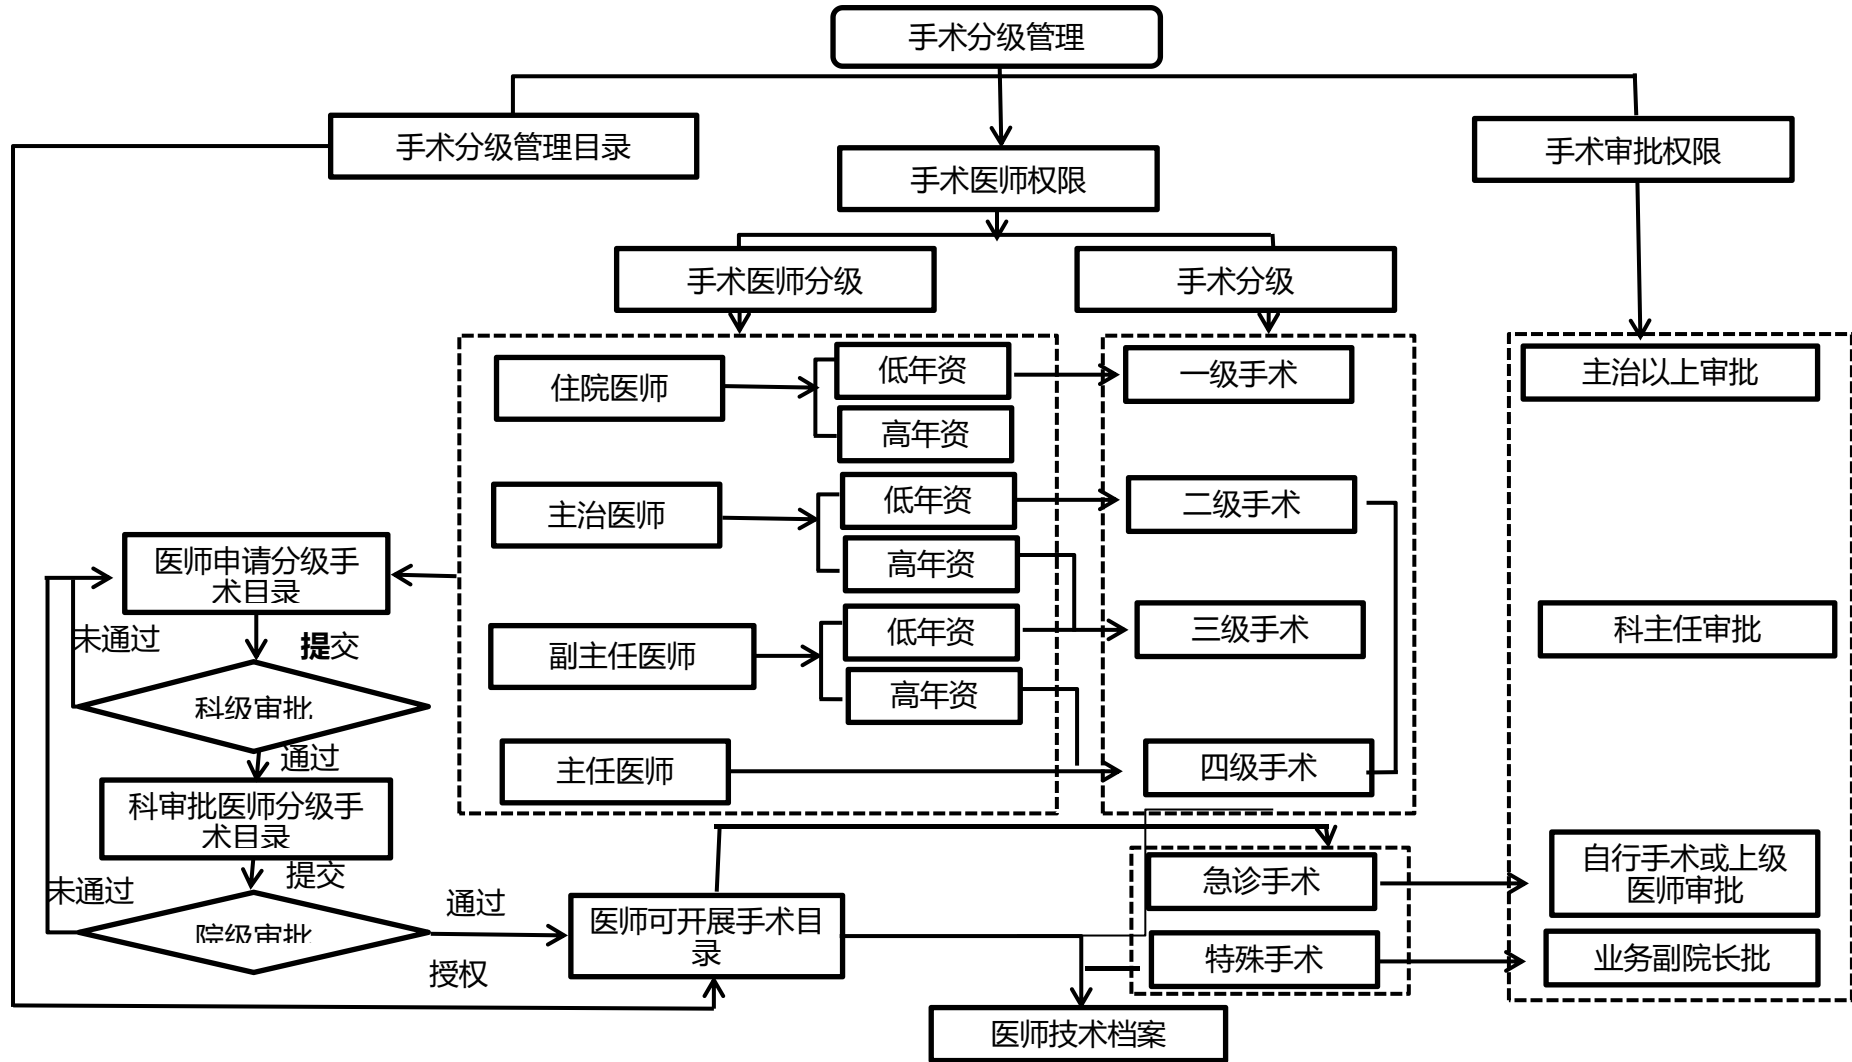 手术分级管理
手术分级管理目录
手术医师权限
手术审批权限
手术医师分级
手术分级
住院医师
低年资
高年资
一级手术
主治以上审批
主治医师
低年资
高年资
二级手术
医师申请分级手
术目录
未通过
提交
副主任医师
低年资
高年资
三级手术
科主任审批
科级审批
通过
主任医师
四级手术
科审批医师分级手
术目录
未通过
提交
院级审批
通过
授权
医师可开展手术目
录
急诊手术
自行手术或上级
医师审批
特殊手术
业务副院长批
医师技术档案